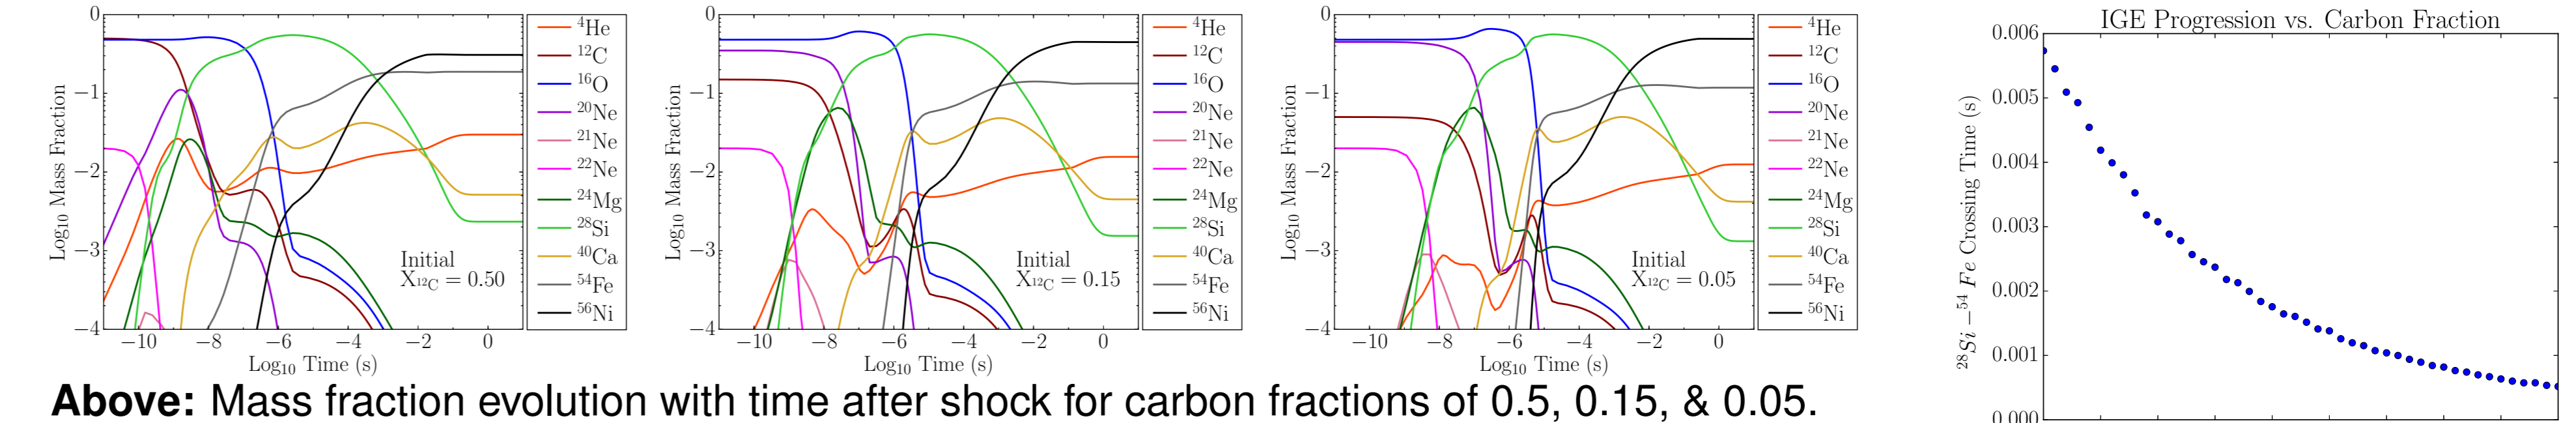 0
−1
−2
−3
−4
Log₁₀ Mass Fraction
−10 −8 −6 −4 −2 0
Log₁₀ Time (s)
Initial
X₁₂C = 0.50
⁴He
¹²C
¹⁶O
²⁰Ne
²¹Ne
²²Ne
²⁴Mg
²⁸Si
⁴⁰Ca
⁵⁴Fe
⁵⁶Ni
0
−1
−2
−3
−4
Log₁₀ Mass Fraction
−10 −8 −6 −4 −2 0
Log₁₀ Time (s)
Initial
X₁₂C = 0.15
⁴He
¹²C
¹⁶O
²⁰Ne
²¹Ne
²²Ne
²⁴Mg
²⁸Si
⁴⁰Ca
⁵⁴Fe
⁵⁶Ni
0
−1
−2
−3
−4
Log₁₀ Mass Fraction
−10 −8 −6 −4 −2 0
Log₁₀ Time (s)
Initial
X₁₂C = 0.05
⁴He
¹²C
¹⁶O
²⁰Ne
²¹Ne
²²Ne
²⁴Mg
²⁸Si
⁴⁰Ca
⁵⁴Fe
⁵⁶Ni
IGE Progression vs. Carbon Fraction
0.006
0.005
0.004
0.003
0.002
0.001
0.000
²⁸Si −⁵⁴ Fe Crossing Time (s)
Above: Mass fraction evolution with time after shock for carbon fractions of 0.5, 0.15, & 0.05.